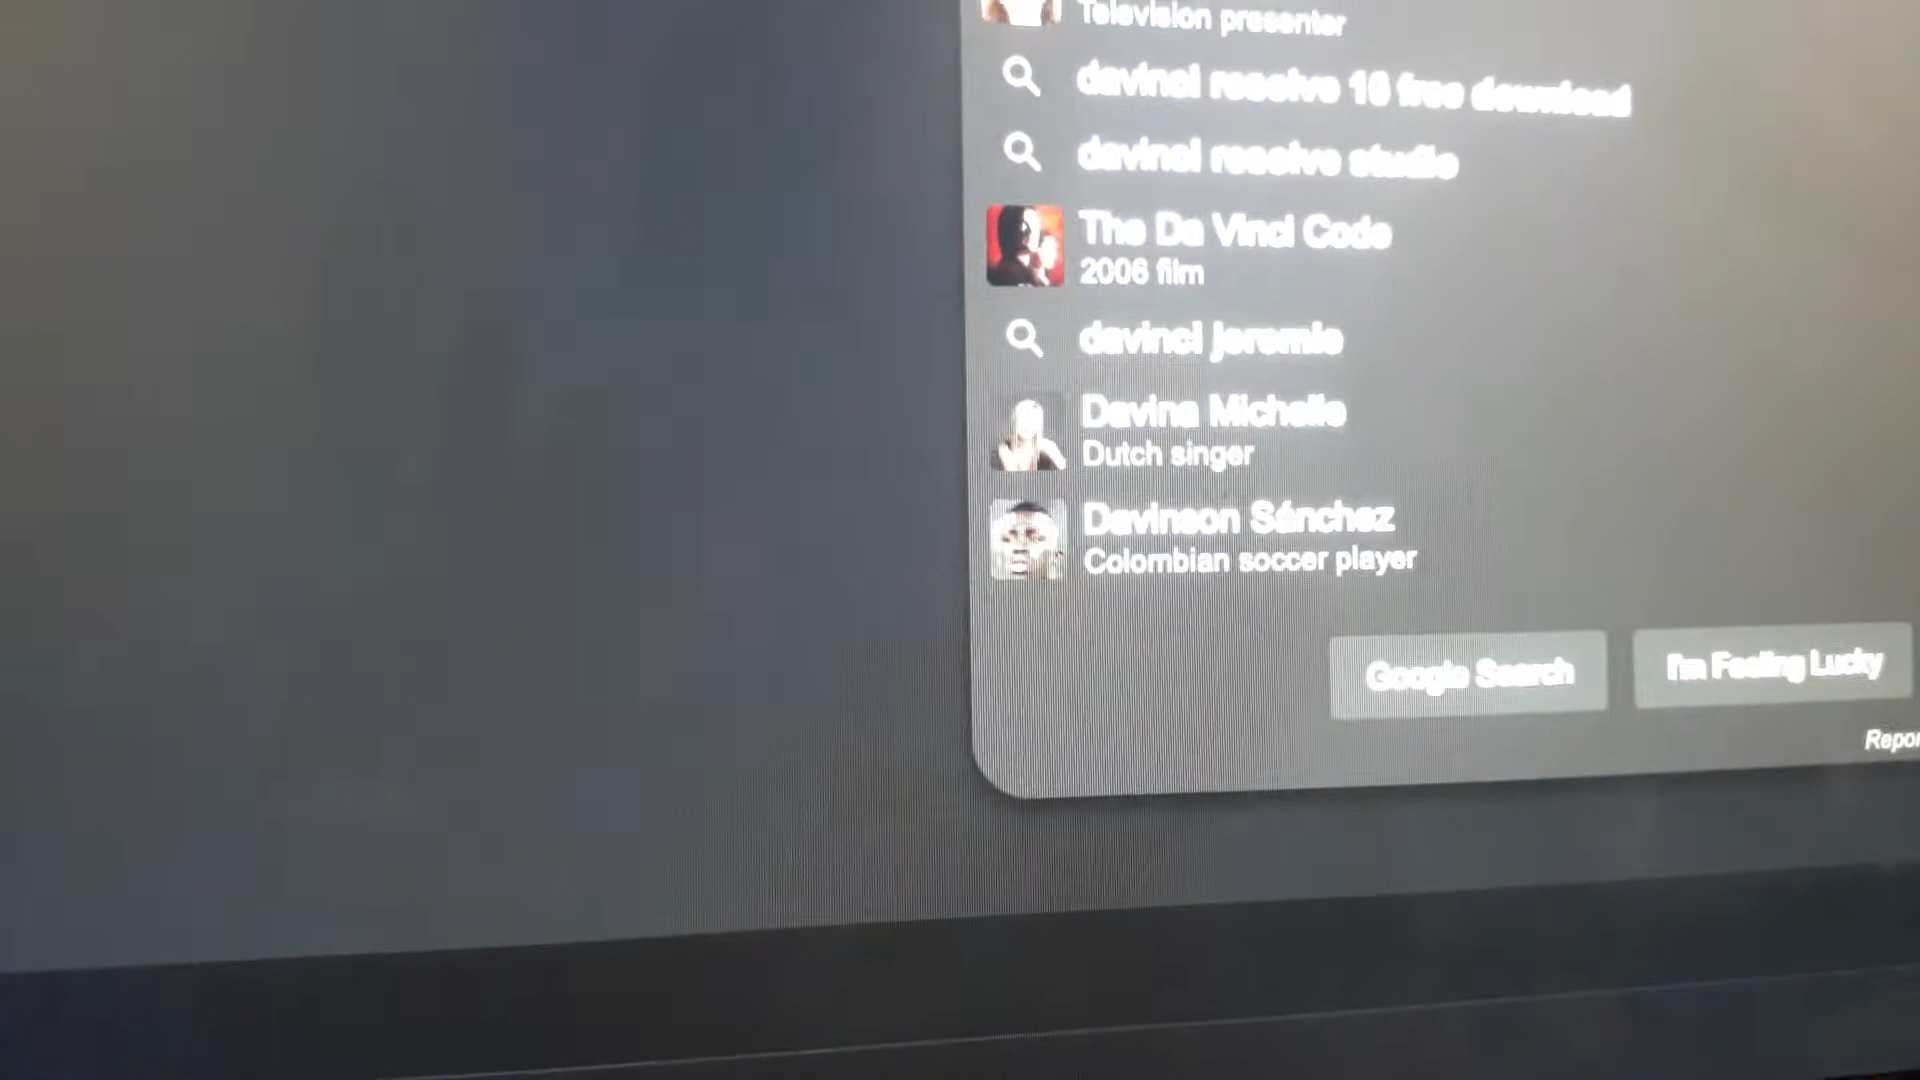 Television presenter
davinci resolve 16 free download
davinci resolve studio
The Da Vinci Code
2006 film
davinci jeremie
Davina Michelle
Dutch singer
Davinson Sánchez
Colombian soccer player
Google Search
I'm Feeling Lucky